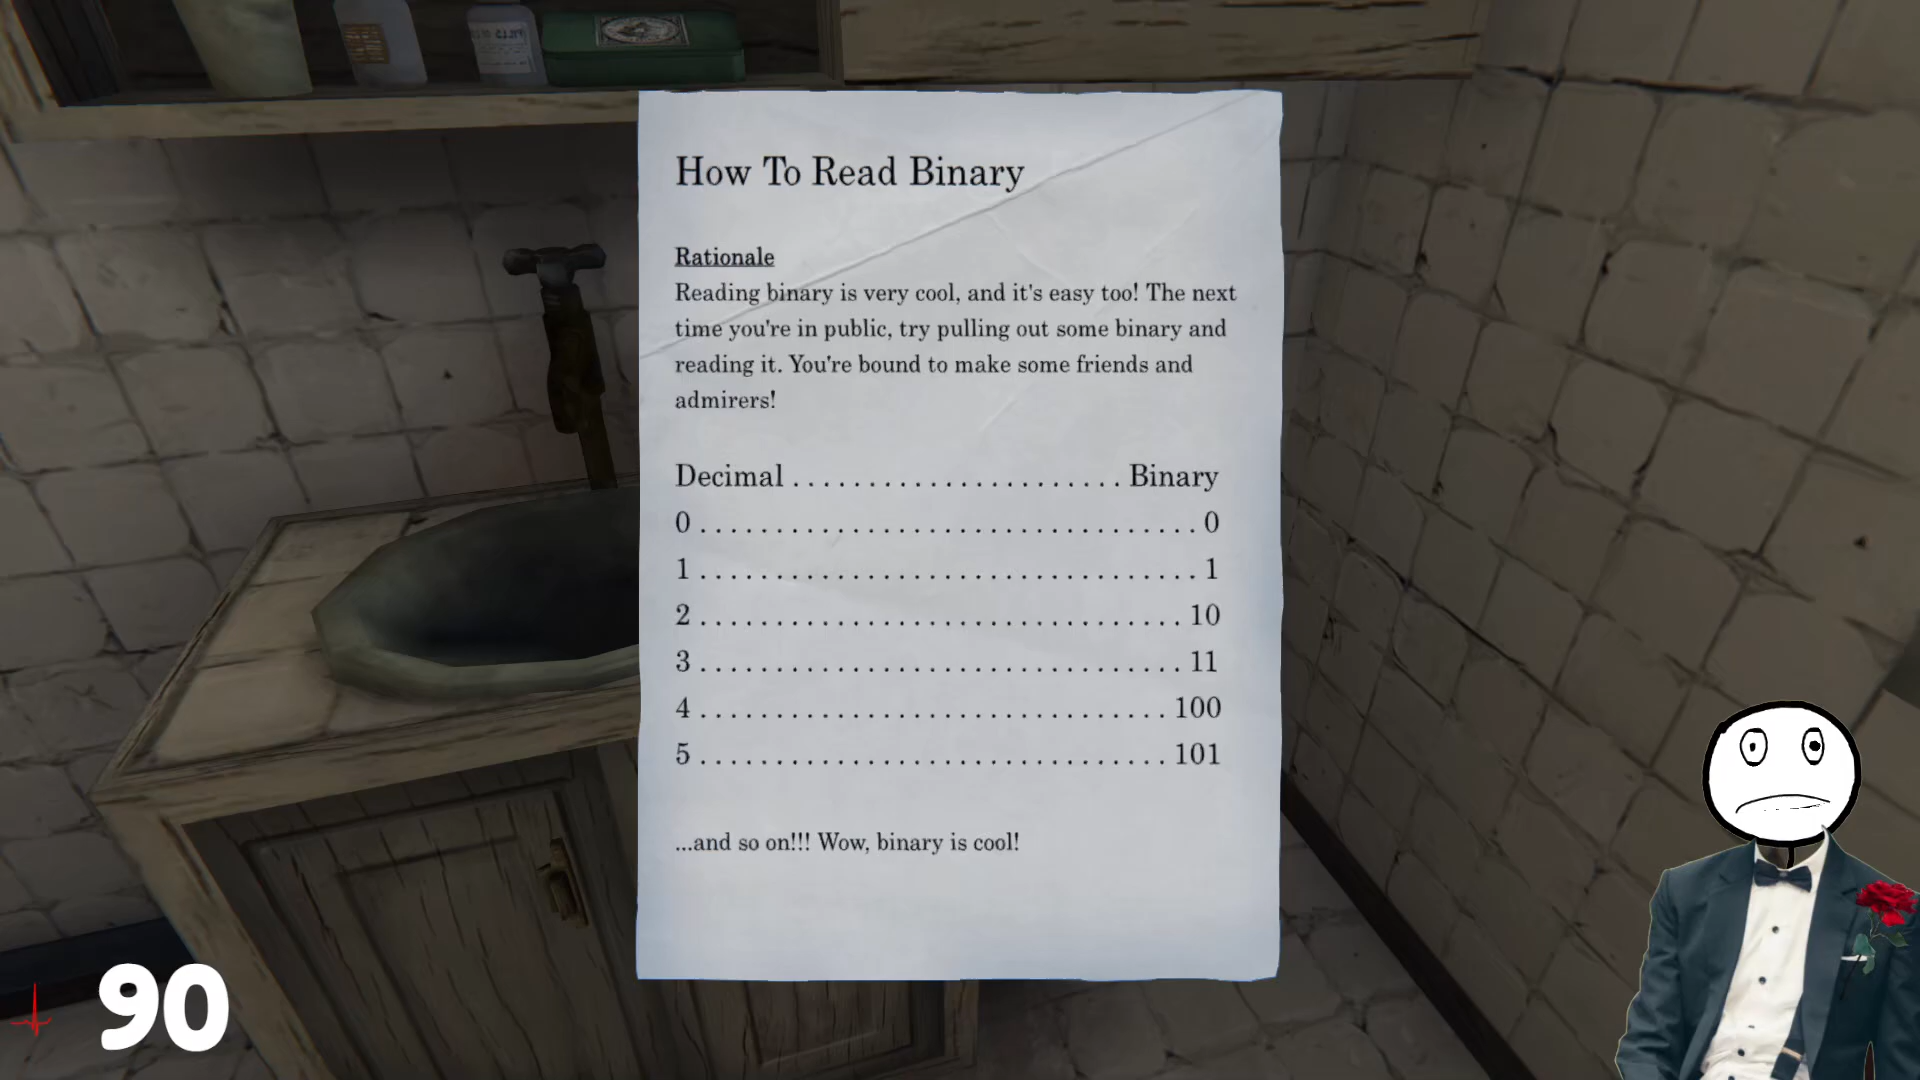 How To Read Binary
Rationale
Reading binary is very cool, and it's easy too! The next
time you're in public, try pulling out some binary and
reading it. You're bound to make some friends and
admirers!
Decimal . . . . . . . . . . . . . . . . . . . . . . Binary
0 . . . . . . . . . . . . . . . . . . . . . . . . . . . . . . . . . 0
1 . . . . . . . . . . . . . . . . . . . . . . . . . . . . . . . . . 1
2 . . . . . . . . . . . . . . . . . . . . . . . . . . . . . . . . 10
3 . . . . . . . . . . . . . . . . . . . . . . . . . . . . . . . . 11
4 . . . . . . . . . . . . . . . . . . . . . . . . . . . . . . . 100
5 . . . . . . . . . . . . . . . . . . . . . . . . . . . . . . . 101
...and so on!!! Wow, binary is cool!
90